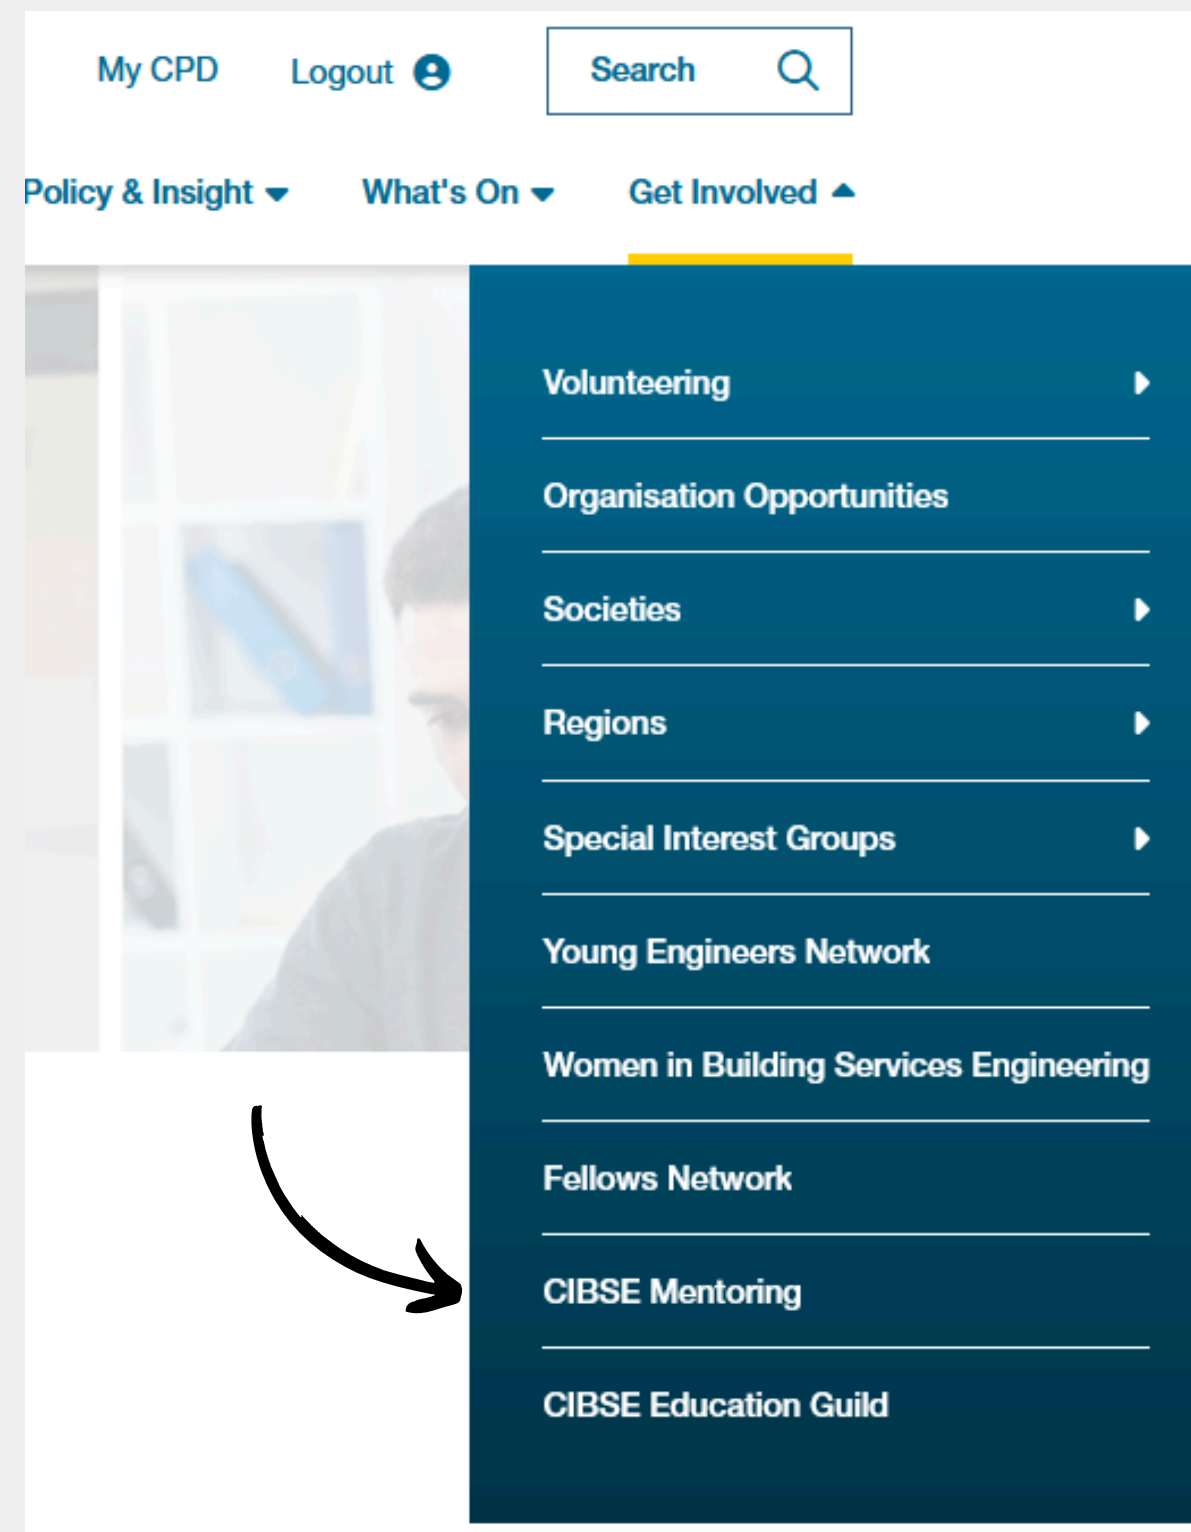 My CPD
Logout
Search
Policy & Insight
What's On
Get Involved
Volunteering
Organisation Opportunities
Societies
Regions
Special Interest Groups
Young Engineers Network
Women in Building Services Engineering
Fellows Network
CIBSE Mentoring
CIBSE Education Guild